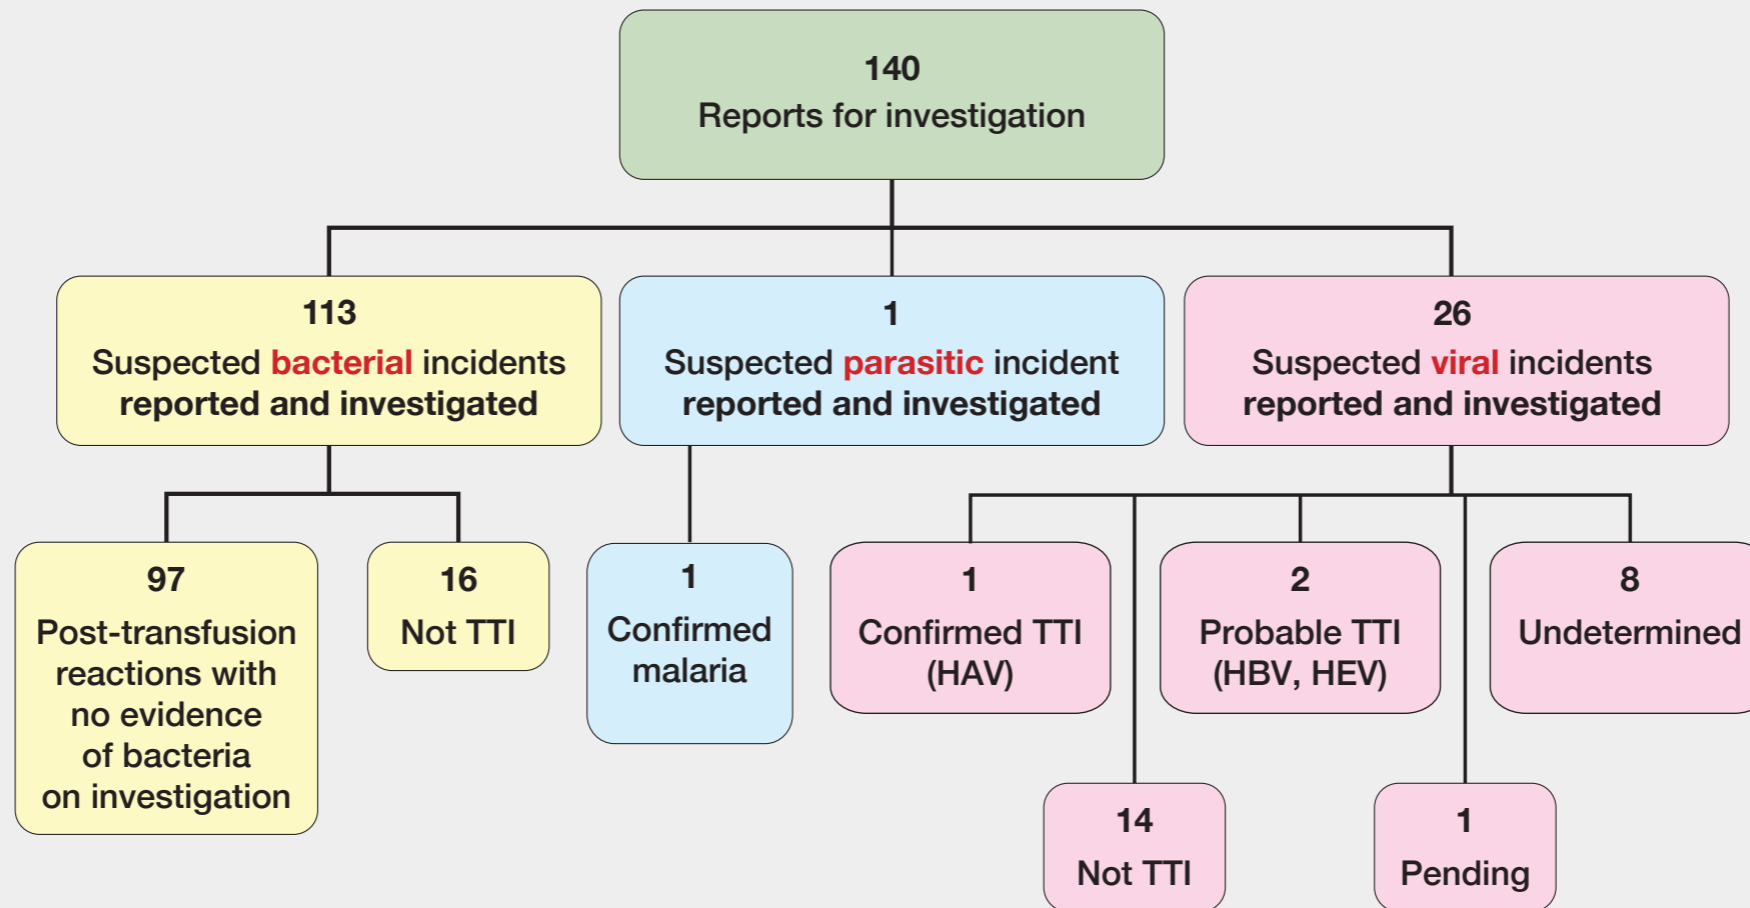 140
Reports for investigation
113
Suspected bacterial incidents
reported and investigated
1
Suspected parasitic incident
reported and investigated
26
Suspected viral incidents
reported and investigated
97
Post-transfusion
reactions with
no evidence
of bacteria
on investigation
16
Not TTI
1
Confirmed
malaria
1
Confirmed TTI
(HAV)
2
Probable TTI
(HBV, HEV)
8
Undetermined
14
Not TTI
1
Pending